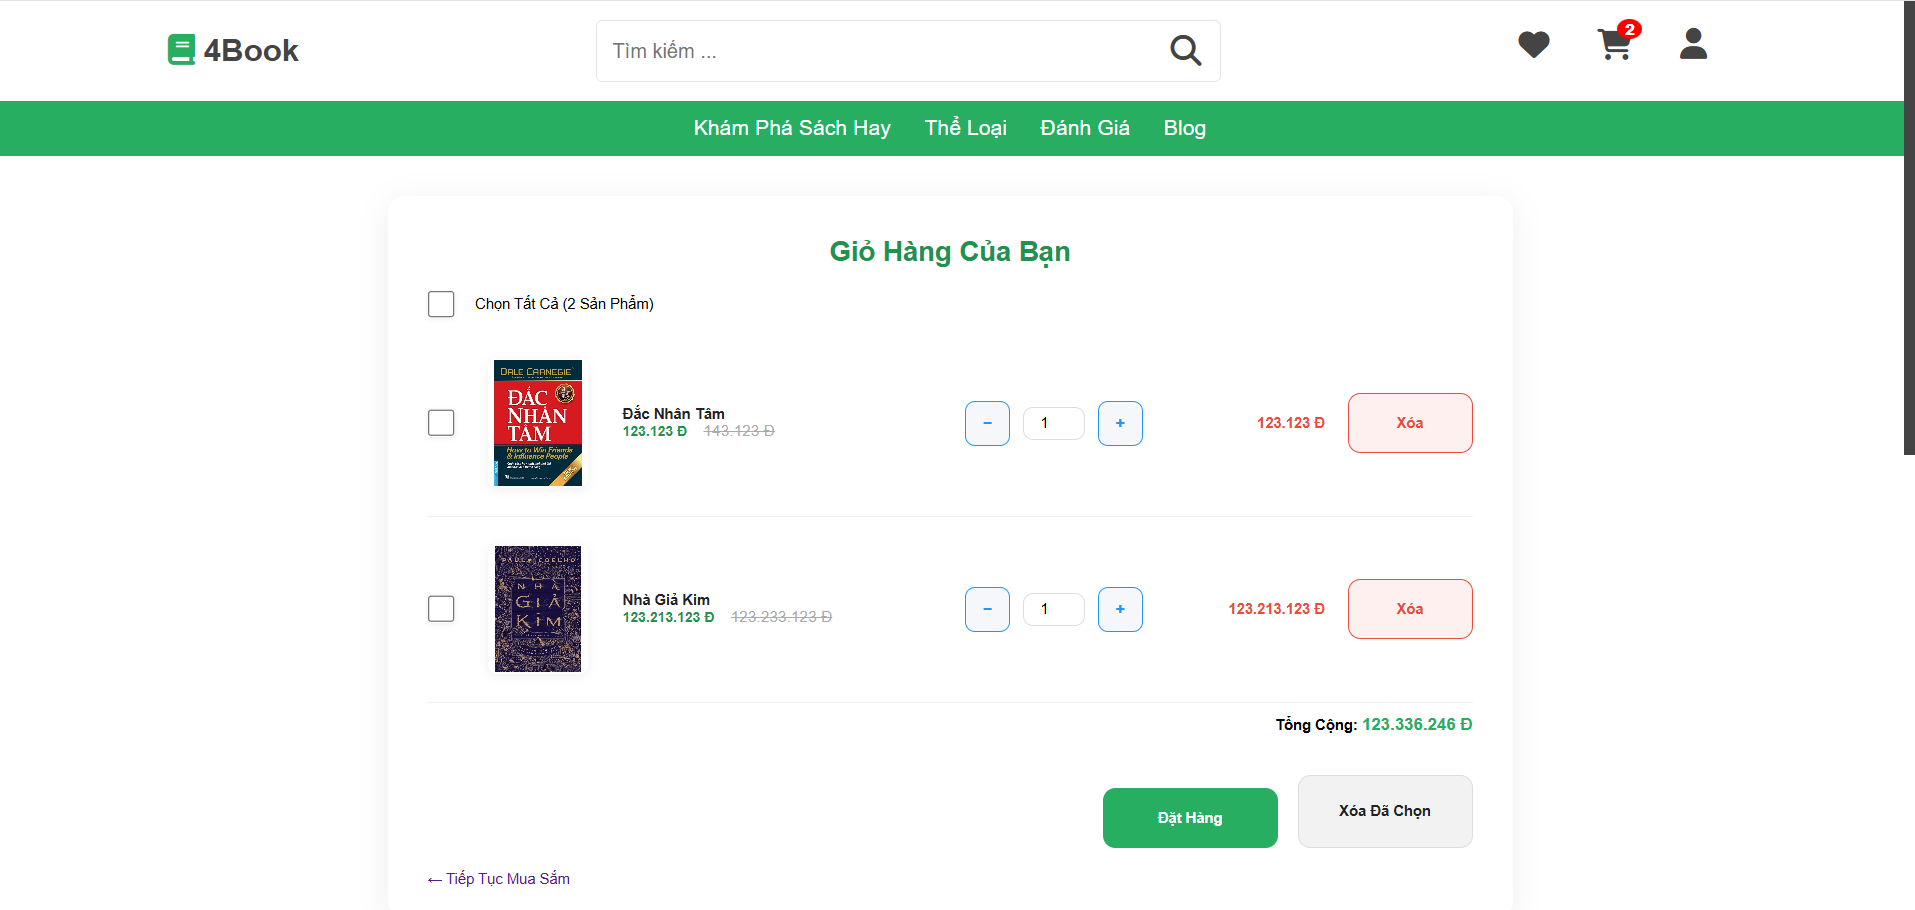 4Book
Tìm kiếm ...
2
Khám Phá Sách Hay Thể Loại Đánh Giá Blog
Giỏ Hàng Của Bạn
Chọn Tất Cả (2 Sản Phẩm)
DALE CARNEGIE
ĐẮC
NHÂN
TÂM
How to Win Friends
& Influence People
Đắc Nhân Tâm
123.123 Đ 143.123 Đ
− 1 +
123.123 Đ
Xóa
PAULO COELHO
NHÀ
GIẢ
KIM
Nhà Giả Kim
123.213.123 Đ 123.233.123 Đ
− 1 +
123.213.123 Đ
Xóa
Tổng Cộng: 123.336.246 Đ
Đặt Hàng
Xóa Đã Chọn
← Tiếp Tục Mua Sắm